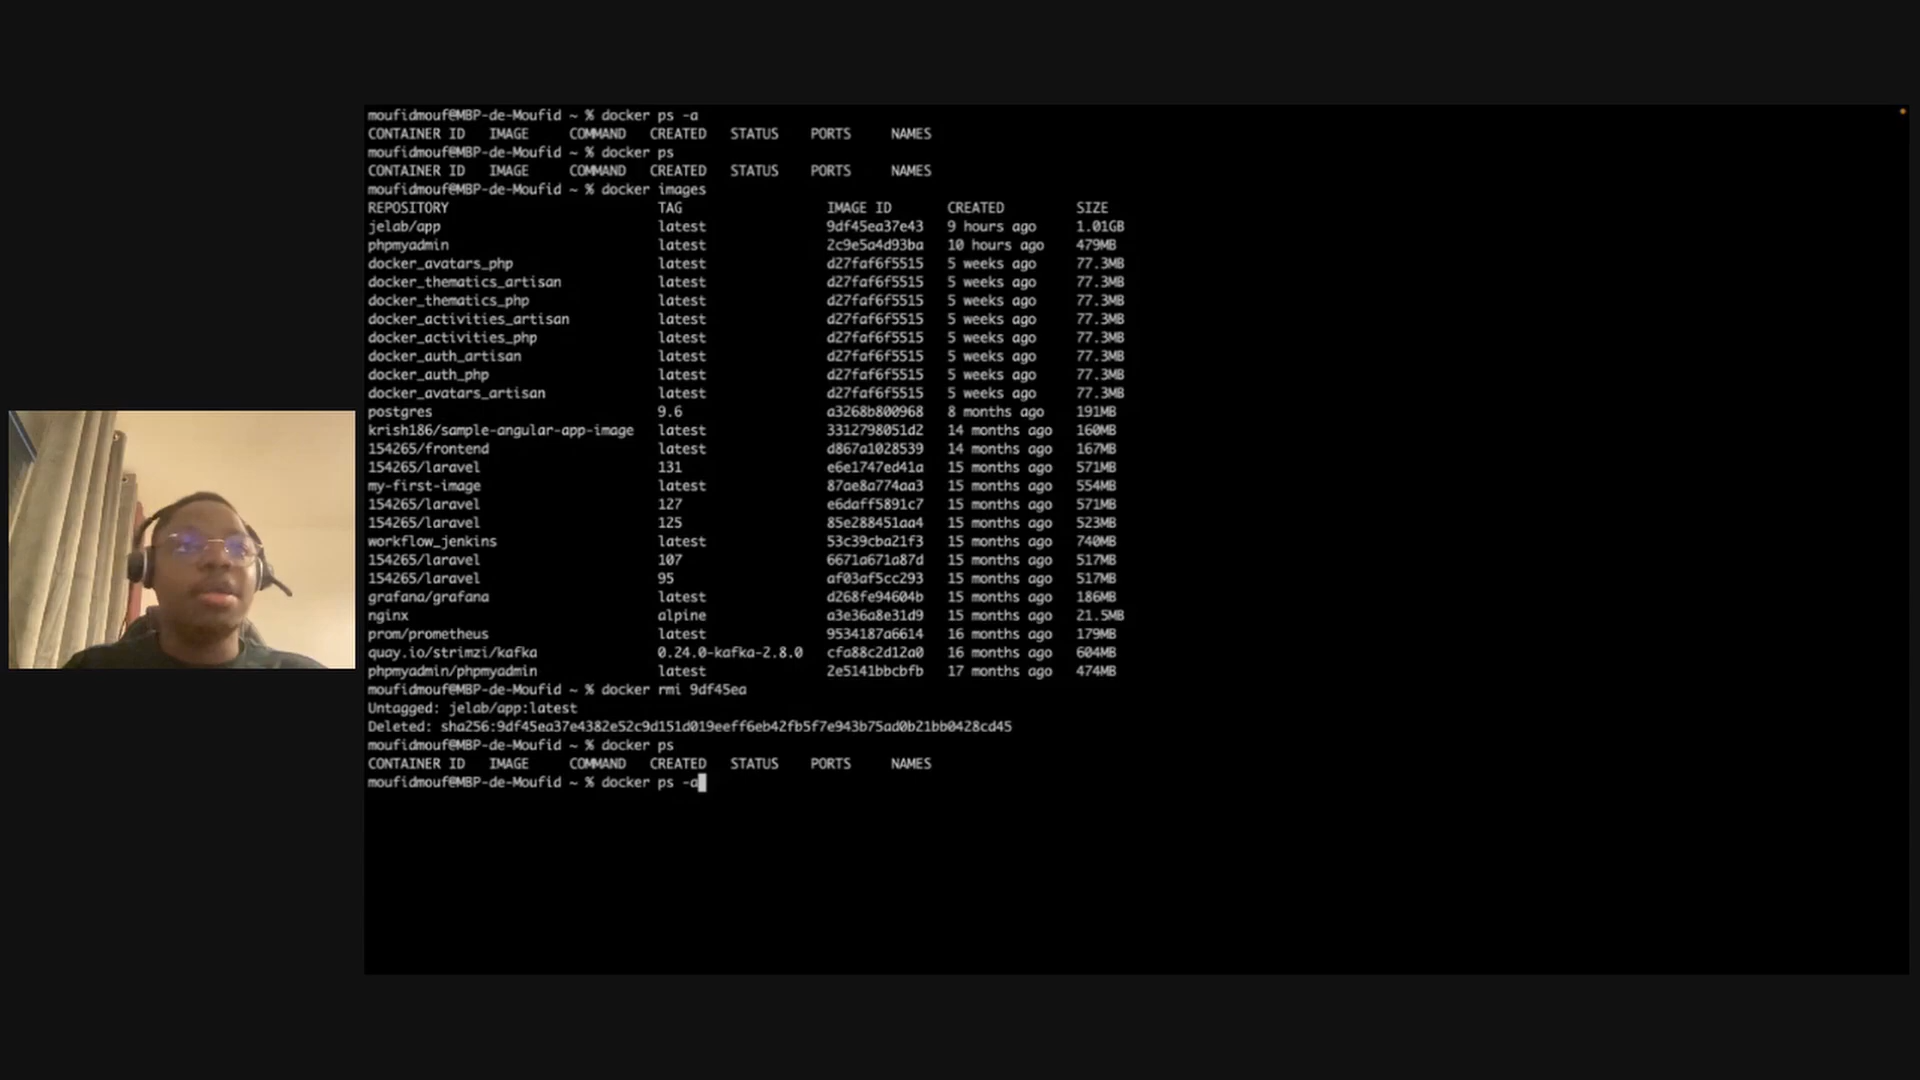 moufidmouf@MBP-de-Moufid ~ % docker ps -a
CONTAINER ID IMAGE COMMAND CREATED STATUS PORTS NAMES
moufidmouf@MBP-de-Moufid ~ % docker ps
CONTAINER ID IMAGE COMMAND CREATED STATUS PORTS NAMES
moufidmouf@MBP-de-Moufid ~ % docker images
REPOSITORY TAG IMAGE ID CREATED SIZE
jelab/app latest 9df45ea37e43 9 hours ago 1.01GB
phpmyadmin latest 2c9e5a4d93ba 10 hours ago 479MB
docker_avatars_php latest d27faf6f5515 5 weeks ago 77.3MB
docker_thematics_artisan latest d27faf6f5515 5 weeks ago 77.3MB
docker_thematics_php latest d27faf6f5515 5 weeks ago 77.3MB
docker_activities_artisan latest d27faf6f5515 5 weeks ago 77.3MB
docker_activities_php latest d27faf6f5515 5 weeks ago 77.3MB
docker_auth_artisan latest d27faf6f5515 5 weeks ago 77.3MB
docker_auth_php latest d27faf6f5515 5 weeks ago 77.3MB
docker_avatars_artisan latest d27faf6f5515 5 weeks ago 77.3MB
postgres 9.6 a3268b800968 8 months ago 191MB
krish186/sample-angular-app-image latest 3312798051d2 14 months ago 160MB
154265/frontend latest d867a1028539 14 months ago 167MB
154265/laravel 131 e6e1747ed41a 15 months ago 571MB
my-first-image latest 87ae8a774aa3 15 months ago 554MB
154265/laravel 127 e6daff5891c7 15 months ago 571MB
154265/laravel 125 85e288451aa4 15 months ago 523MB
workflow_jenkins latest 53c39cba21f3 15 months ago 740MB
154265/laravel 107 6671a671a87d 15 months ago 517MB
154265/laravel 95 af03af5cc293 15 months ago 517MB
grafana/grafana latest d268fe94604b 15 months ago 186MB
nginx alpine a3e36a8e31d9 15 months ago 21.5MB
prom/prometheus latest 9534187a6614 16 months ago 179MB
quay.io/strimzi/kafka 0.24.0-kafka-2.8.0 cfa88c2d12a0 16 months ago 604MB
phpmyadmin/phpmyadmin latest 2e5141bbcbfb 17 months ago 474MB
moufidmouf@MBP-de-Moufid ~ % docker rmi 9df45ea
Untagged: jelab/app:latest
Deleted: sha256:9df45ea37e4382e52c9d151d019eeff6eb42fb5f7e943b75ad0b21bb0428cd45
moufidmouf@MBP-de-Moufid ~ % docker ps
CONTAINER ID IMAGE COMMAND CREATED STATUS PORTS NAMES
moufidmouf@MBP-de-Moufid ~ % docker ps -a